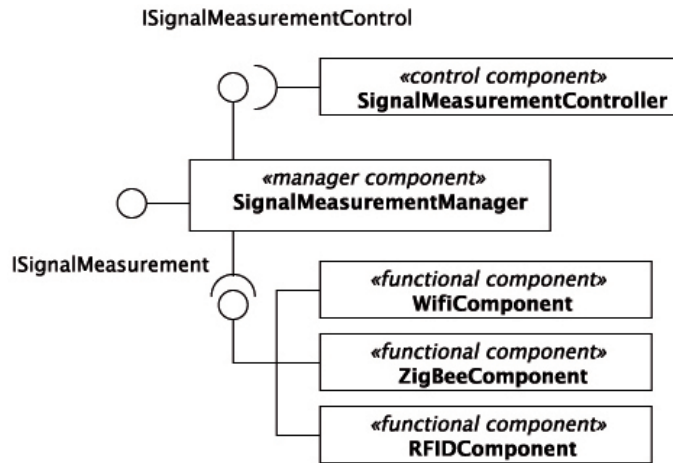 ISignalMeasurementControl
«control component»
SignalMeasurementController
«manager component»
SignalMeasurementManager
ISignalMeasurement
«functional component»
WifiComponent
«functional component»
ZigBeeComponent
«functional component»
RFIDComponent